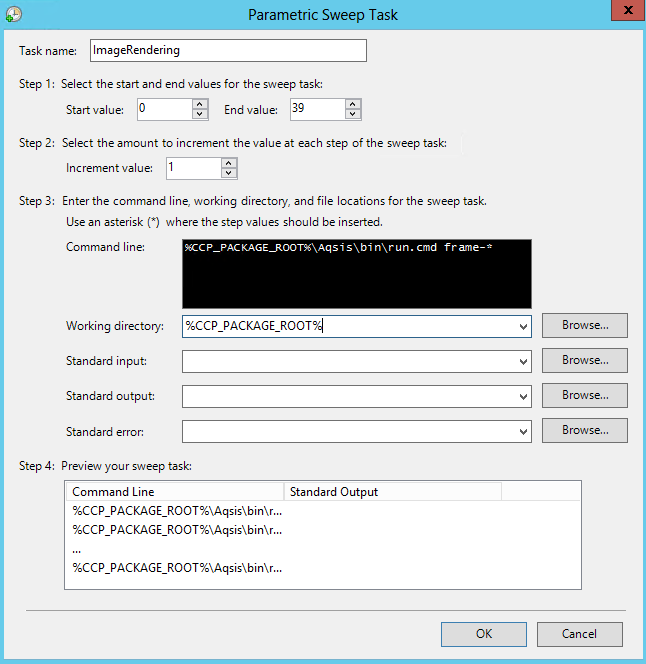 Parametric Sweep Task
Task name: ImageRendering
Step 1: Select the start and end values for the sweep task:
Start value: 0 End value: 39
Step 2: Select the amount to increment the value at each step of the sweep task:
Increment value: 1
Step 3: Enter the command line, working directory, and file locations for the sweep task.
Use an asterisk (*) where the step values should be inserted.
Command line: %CCP_PACKAGE_ROOT%\Aqsis\bin\run.cmd frame-*
Working directory: %CCP_PACKAGE_ROOT% Browse...
Standard input: Browse...
Standard output: Browse...
Standard error: Browse...
Step 4: Preview your sweep task:
Command Line Standard Output
%CCP_PACKAGE_ROOT%\Aqsis\bin\r...
%CCP_PACKAGE_ROOT%\Aqsis\bin\r...
...
%CCP_PACKAGE_ROOT%\Aqsis\bin\r...
OK Cancel